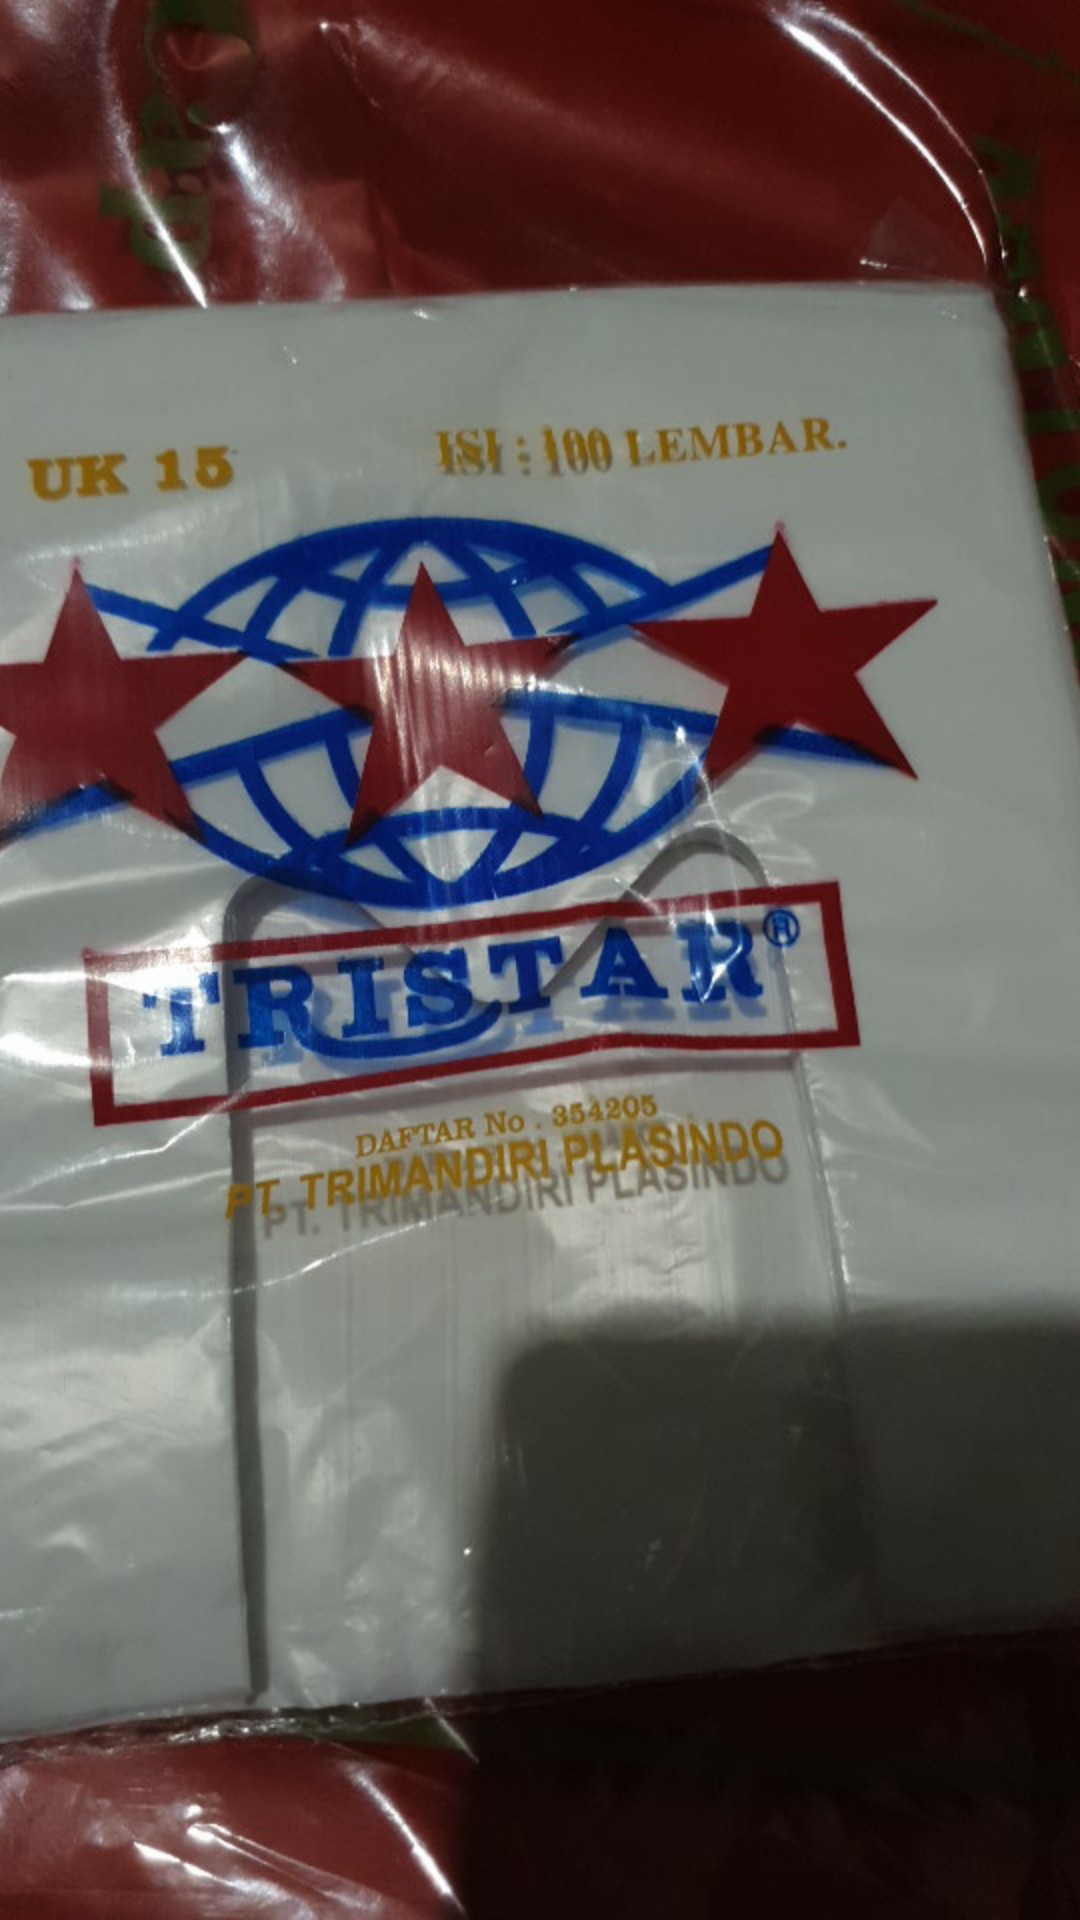 UK 15
ISI : 100 LEMBAR.
TRISTAR®
DAFTAR No . 354205
PT. TRIMANDIRI PLASINDO